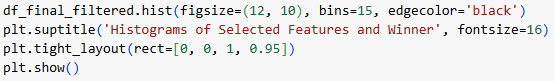 df_final_filtered.hist(figsize=(12, 10), bins=15, edgecolor='black')
plt.suptitle('Histograms of Selected Features and Winner', fontsize=16)
plt.tight_layout(rect=[0, 0, 1, 0.95])
plt.show()